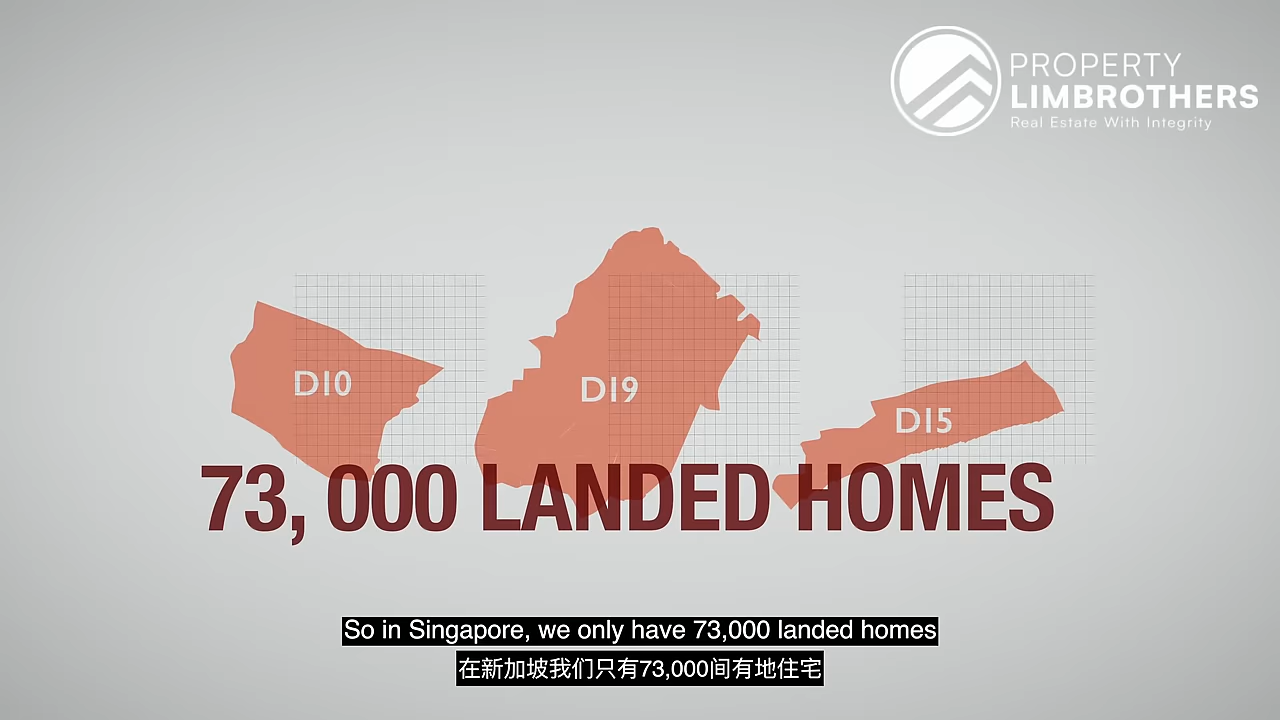 PROPERTY
LIMBROTHERS
Real Estate With Integrity
D10
D19
D15
73, 000 LANDED HOMES
So in Singapore, we only have 73,000 landed homes
在新加坡我们只有73,000间有地住宅